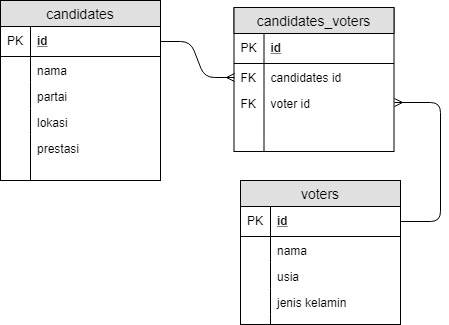 candidates
PK id
nama
partai
lokasi
prestasi
candidates_voters
PK id
FK candidates id
FK voter id
voters
PK id
nama
usia
jenis kelamin